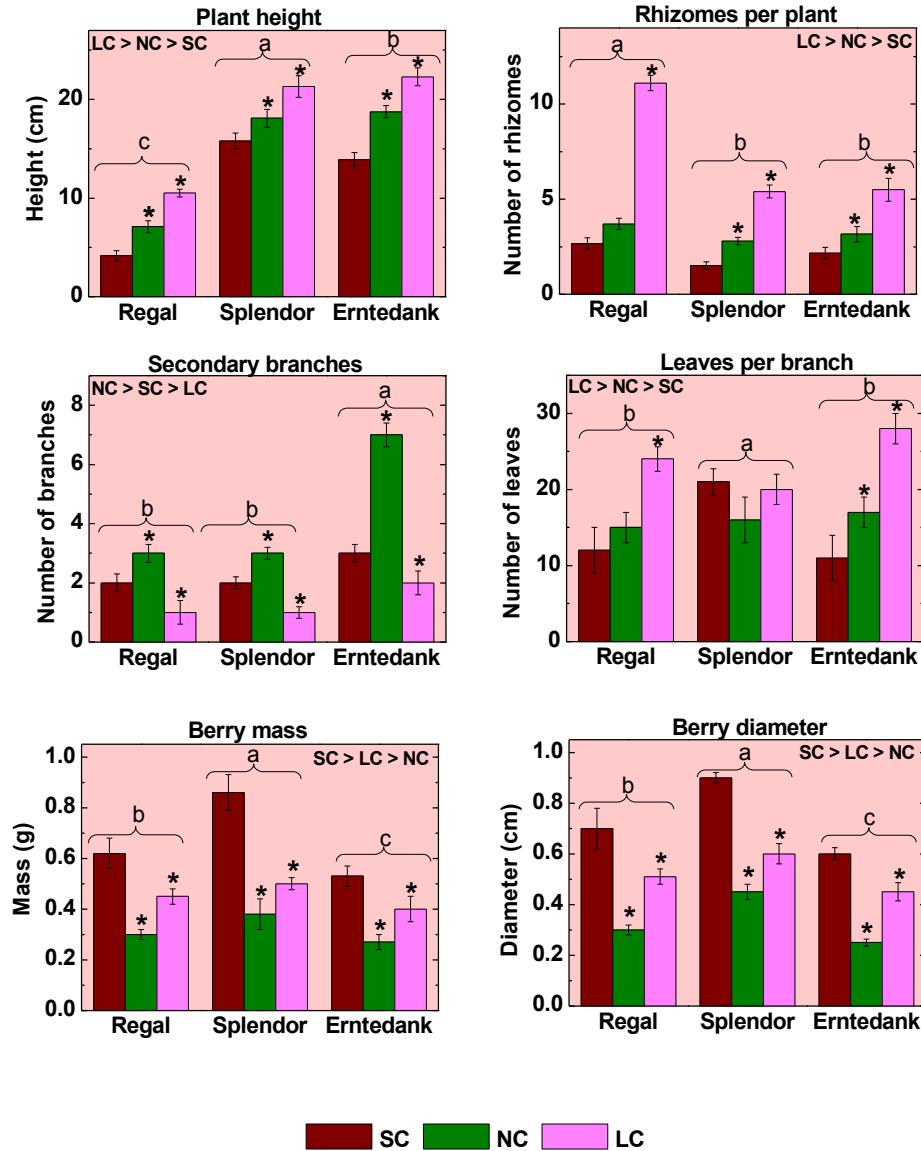 Plant height
LC > NC > SC
a
b
c
* * * * * *
Height (cm)
20
10
0
Regal Splendor Erntedank
Rhizomes per plant
LC > NC > SC
a
b
b
* * * * *
Number of rhizomes
10
5
0
Regal Splendor Erntedank
Secondary branches
NC > SC > LC
a
b
b
* * * * * *
Number of branches
8
6
4
2
0
Regal Splendor Erntedank
Leaves per branch
LC > NC > SC
b
a
b
* * *
Number of leaves
30
20
10
0
Regal Splendor Erntedank
Berry mass
SC > LC > NC
b
a
c
* * * * * *
Mass (g)
1.0
0.8
0.6
0.4
0.2
0.0
Regal Splendor Erntedank
Berry diameter
SC > LC > NC
b
a
c
* * * * * *
Diameter (cm)
1.0
0.8
0.6
0.4
0.2
0.0
Regal Splendor Erntedank
SC NC LC